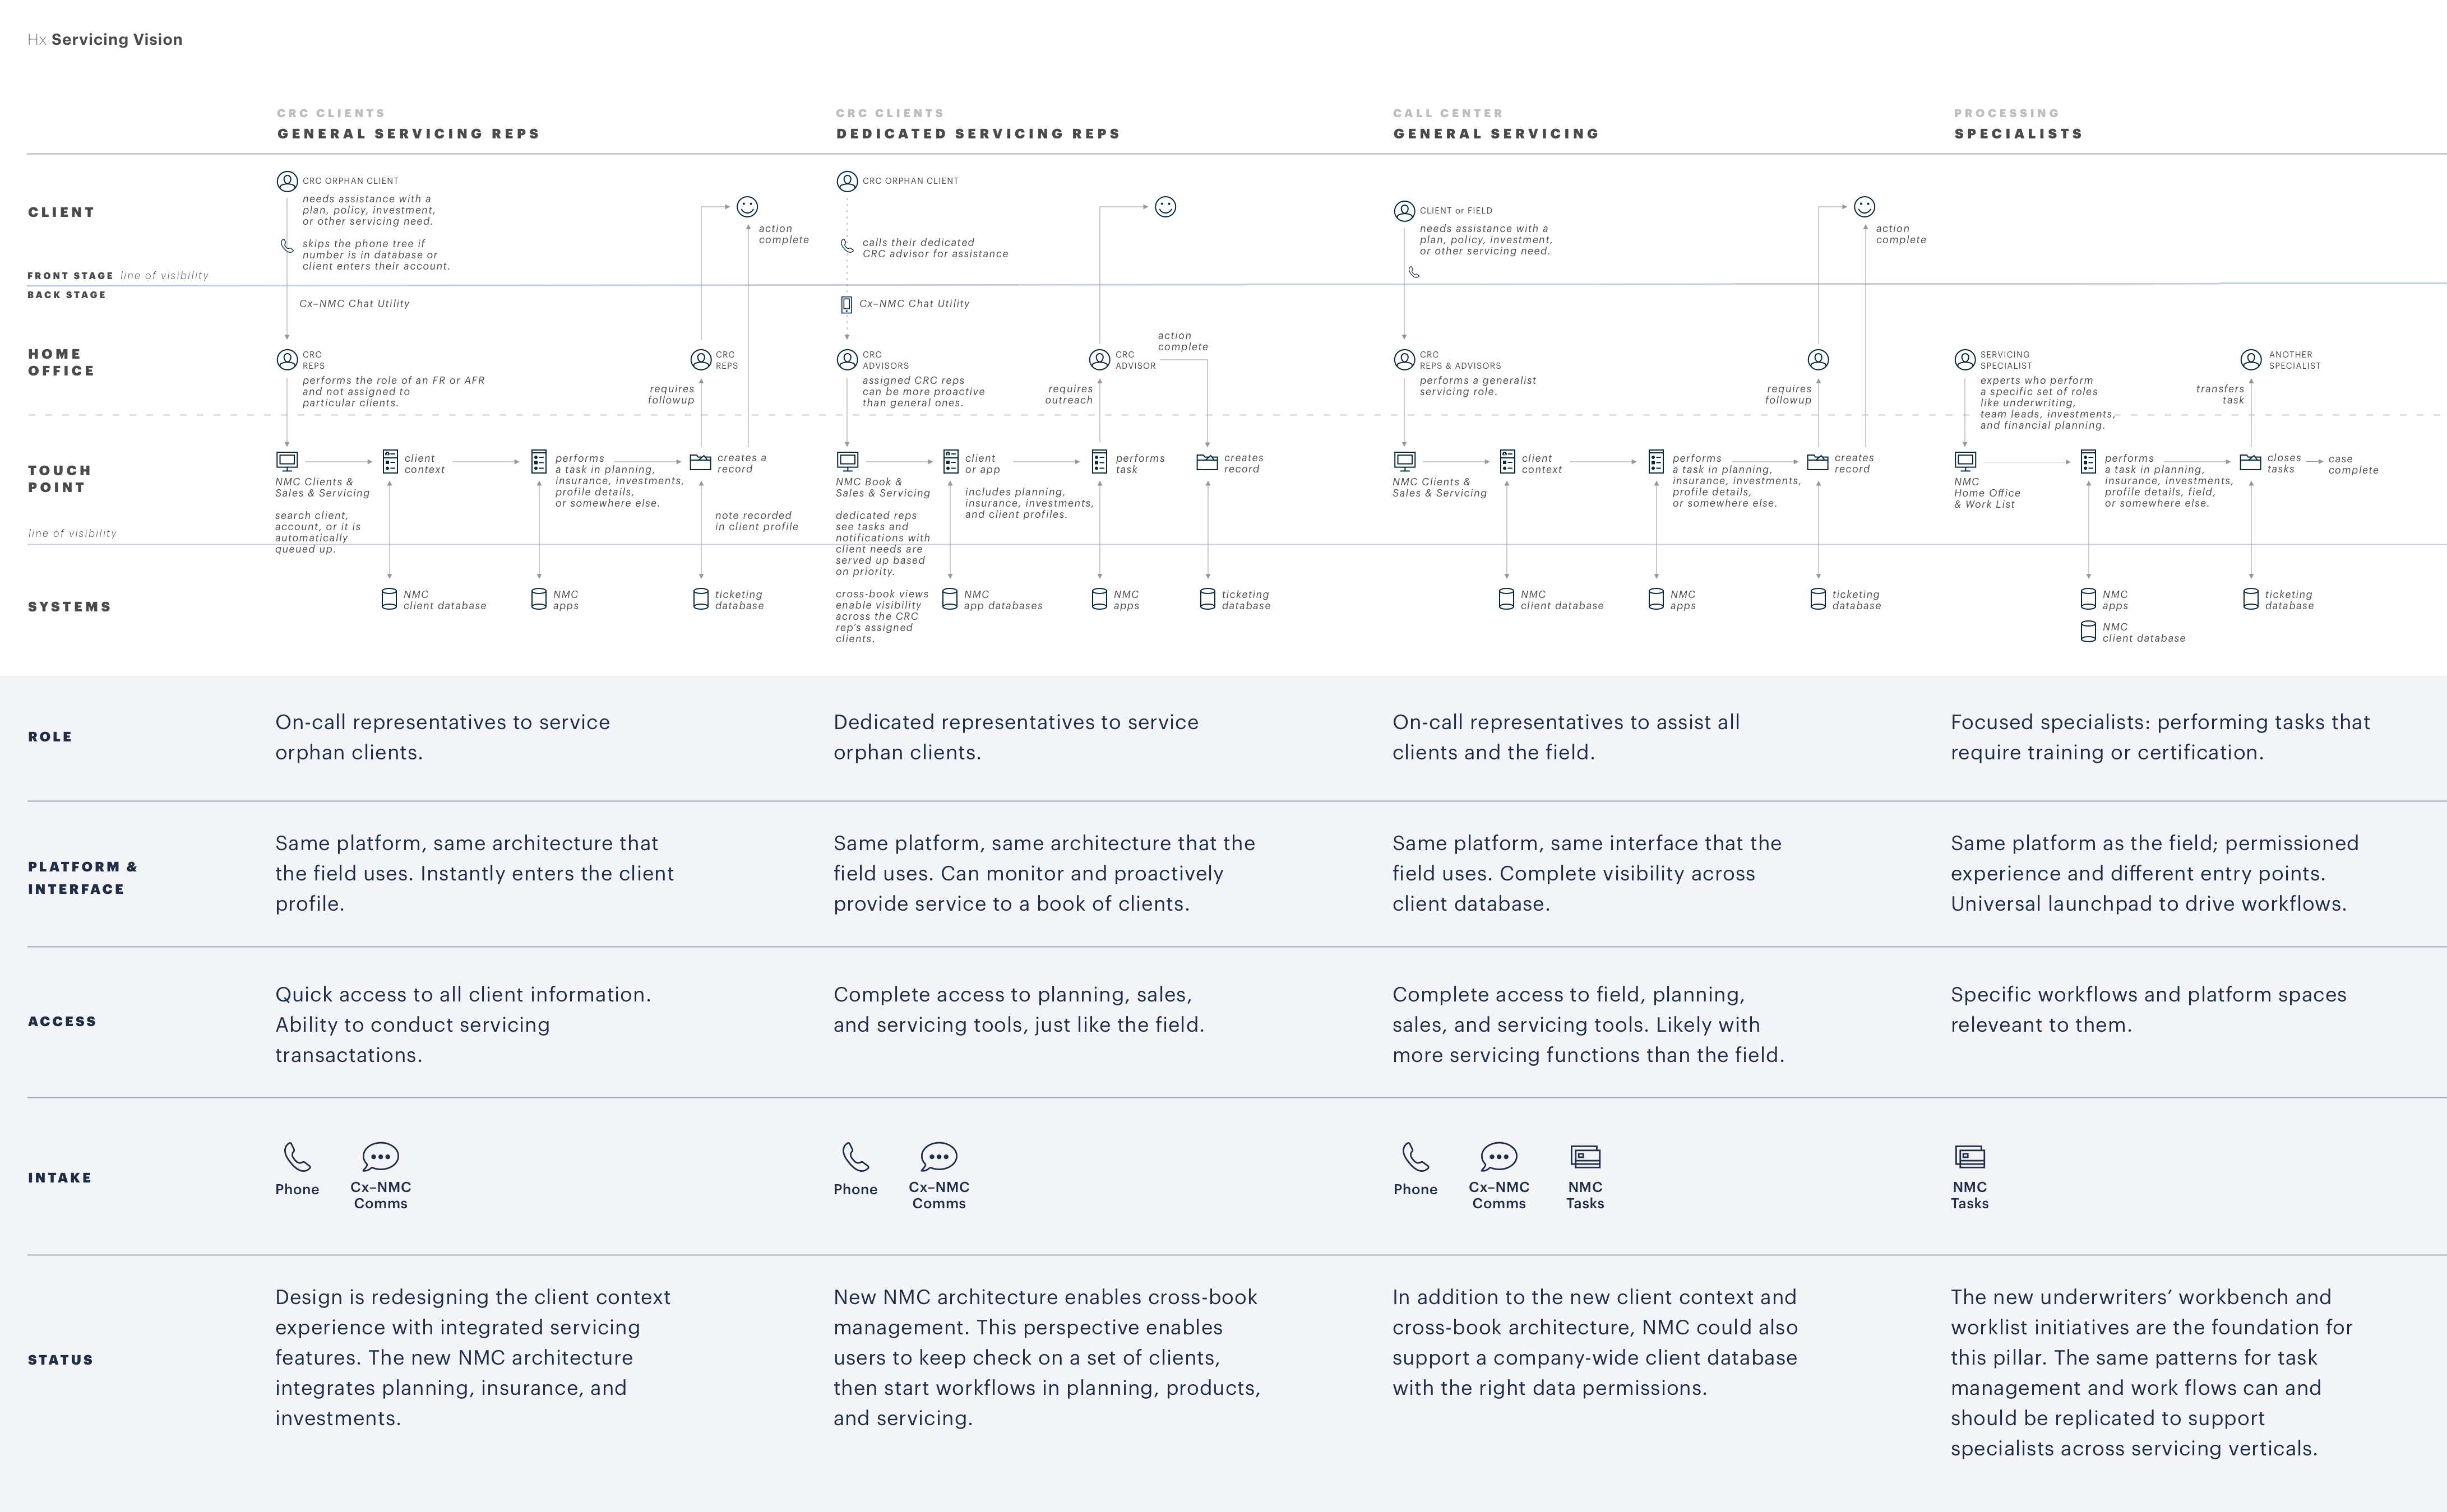 Hx Servicing Vision
CRC CLIENTS
GENERAL SERVICING REPS
CRC CLIENTS
DEDICATED SERVICING REPS
CALL CENTER
GENERAL SERVICING
PROCESSING
SPECIALISTS
CLIENT
CRC ORPHAN CLIENT
needs assistance with a
plan, policy, investment,
or other servicing need.
skips the phone tree if
number is in database or
client enters their account.
action
complete
CRC ORPHAN CLIENT
calls their dedicated
CRC advisor for assistance
CLIENT or FIELD
needs assistance with a
plan, policy, investment,
or other servicing need.
action
complete
FRONT STAGE line of visibility
BACK STAGE
Cx–NMC Chat Utility
Cx–NMC Chat Utility
HOME
OFFICE
CRC
REPS
performs the role of an FR or AFR
and not assigned to
particular clients.
requires
followup
CRC
REPS
CRC
ADVISORS
assigned CRC reps
can be more proactive
than general ones.
requires
outreach
CRC
ADVISOR
action
complete
CRC
REPS & ADVISORS
performs a generalist
servicing role.
requires
followup
SERVICING
SPECIALIST
experts who perform
a specific set of roles
like underwriting,
team leads, investments,
and financial planning.
transfers
task
ANOTHER
SPECIALIST
TOUCH
POINT
NMC Clients &
Sales & Servicing
search client,
account, or it is
automatically
queued up.
client
context
performs
a task in planning,
insurance, investments,
profile details,
or somewhere else.
creates a
record
note recorded
in client profile
NMC Book &
Sales & Servicing
dedicated reps
see tasks and
notifications with
client needs are
served up based
on priority.
cross-book views
enable visibility
across the CRC
rep's assigned
clients.
client
or app
includes planning,
insurance, investments,
and client profiles.
performs
task
creates
record
NMC Clients &
Sales & Servicing
client
context
performs
a task in planning,
insurance, investments,
profile details,
or somewhere else.
creates
record
NMC
Home Office
& Work List
performs
a task in planning,
insurance, investments,
profile details, field,
or somewhere else.
closes
tasks
case
complete
line of visibility
SYSTEMS
NMC
client database
NMC
apps
ticketing
database
NMC
app databases
NMC
apps
ticketing
database
NMC
client database
NMC
apps
ticketing
database
NMC
apps
NMC
client database
ticketing
database
ROLE
On-call representatives to service
orphan clients.
Dedicated representatives to service
orphan clients.
On-call representatives to assist all
clients and the field.
Focused specialists: performing tasks that
require training or certification.
PLATFORM &
INTERFACE
Same platform, same architecture that
the field uses. Instantly enters the client
profile.
Same platform, same architecture that the
field uses. Can monitor and proactively
provide service to a book of clients.
Same platform, same interface that the
field uses. Complete visibility across
client database.
Same platform as the field; permissioned
experience and different entry points.
Universal launchpad to drive workflows.
ACCESS
Quick access to all client information.
Ability to conduct servicing
transactations.
Complete access to planning, sales,
and servicing tools, just like the field.
Complete access to field, planning,
sales, and servicing tools. Likely with
more servicing functions than the field.
Specific workflows and platform spaces
releveant to them.
INTAKE
Phone
Cx–NMC
Comms
Phone
Cx–NMC
Comms
Phone
Cx–NMC
Comms
NMC
Tasks
NMC
Tasks
STATUS
Design is redesigning the client context
experience with integrated servicing
features. The new NMC architecture
integrates planning, insurance, and
investments.
New NMC architecture enables cross-book
management. This perspective enables
users to keep check on a set of clients,
then start workflows in planning, products,
and servicing.
In addition to the new client context and
cross-book architecture, NMC could also
support a company-wide client database
with the right data permissions.
The new underwriters’ workbench and
worklist initiatives are the foundation for
this pillar. The same patterns for task
management and work flows can and
should be replicated to support
specialists across servicing verticals.